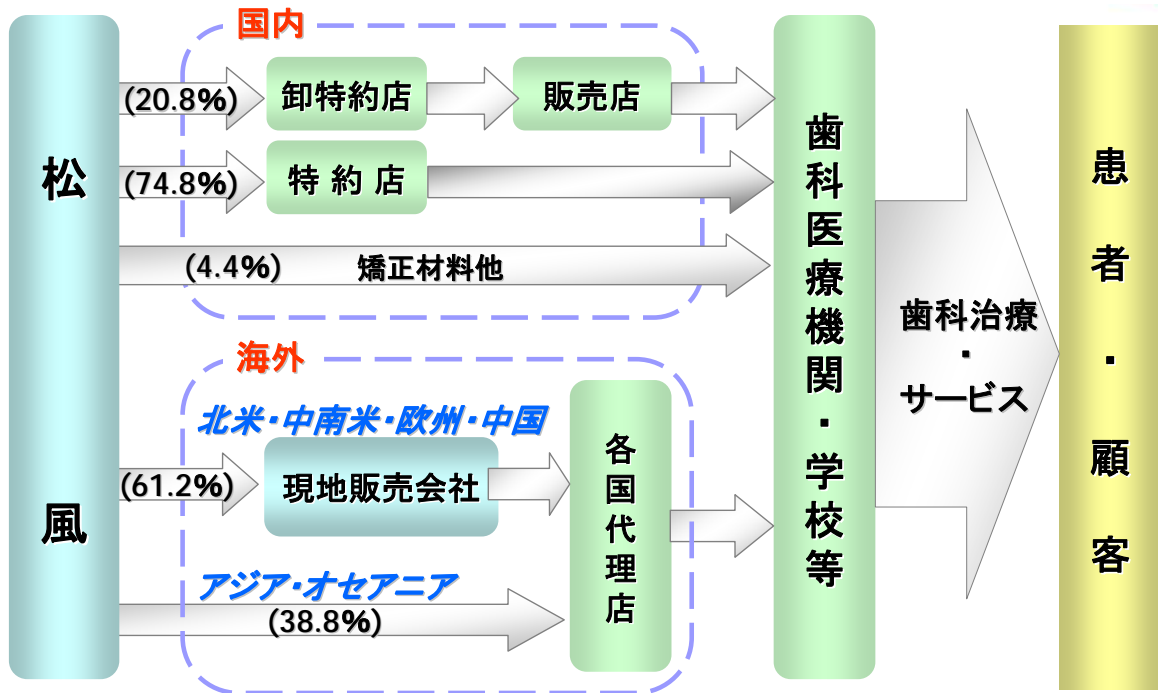 松風
国内
(20.8%)
卸特約店
販売店
(74.8%)
特約店
(4.4%)
矯正材料他
海外
北米・中南米・欧州・中国
(61.2%)
現地販売会社
アジア・オセアニア
(38.8%)
各国代理店
歯科医療機関・学校等
歯科治療
・
サービス
患者・顧客